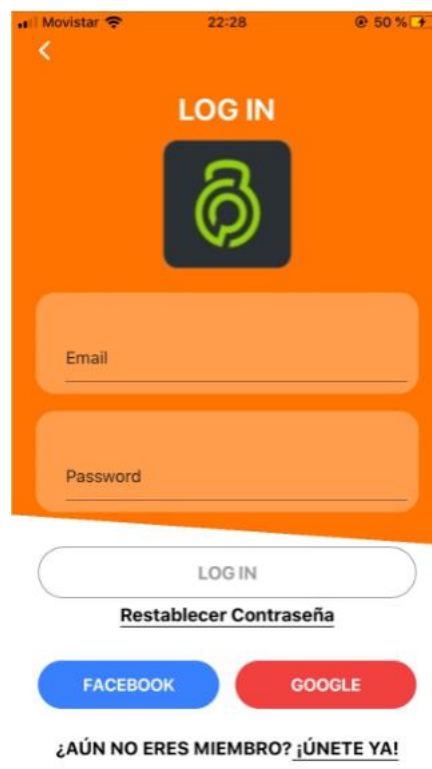 Movistar 22:28 50 %
LOG IN
Email
Password
LOG IN
Restablecer Contraseña
FACEBOOK GOOGLE
¿AÚN NO ERES MIEMBRO? ¡ÚNETE YA!